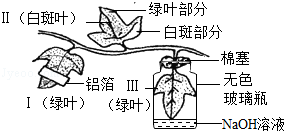 II（白斑叶）
绿叶部分
白斑部分
铝箔
I（绿叶）
III
（绿叶）
棉塞
无色
玻璃瓶
NaOH溶液